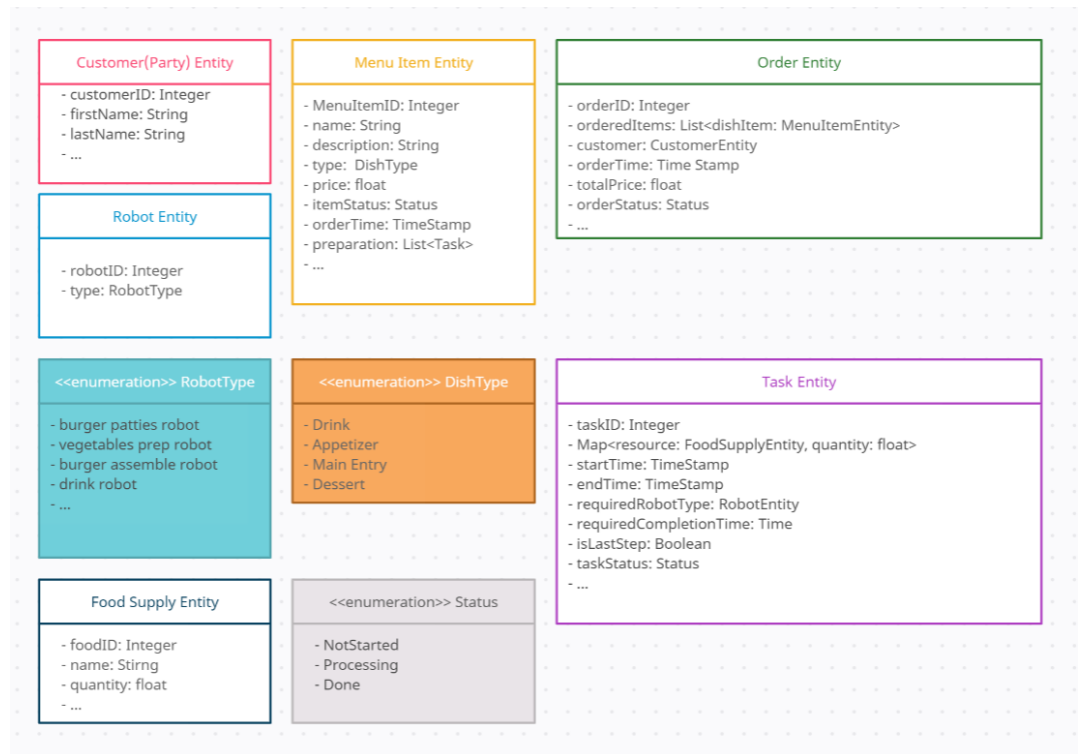 Customer(Party) Entity
- customerID: Integer
- firstName: String
- lastName: String
- ...
Menu Item Entity
- MenuItemID: Integer
- name: String
- description: String
- type:  DishType
- price: float
- itemStatus: Status
- orderTime: TimeStamp
- preparation: List<Task>
- ...
Order Entity
- orderID: Integer
- orderedItems: List<dishItem: MenuItemEntity>
- customer: CustomerEntity
- orderTime: Time Stamp
- totalPrice: float
- orderStatus: Status
- ...
Robot Entity
- robotID: Integer
- type: RobotType
<<enumeration>> RobotType
- burger patties robot
- vegetables prep robot
- burger assemble robot
- drink robot
- ...
<<enumeration>> DishType
- Drink
- Appetizer
- Main Entry
- Dessert
Task Entity
- taskID: Integer
- Map<resource: FoodSupplyEntity, quantity: float>
- startTime: TimeStamp
- endTime: TimeStamp
- requiredRobotType: RobotEntity
- requiredCompletionTime: Time
- isLastStep: Boolean
- taskStatus: Status
- ...
Food Supply Entity
- foodID: Integer
- name: Stirng
- quantity: float
- ...
<<enumeration>> Status
- NotStarted
- Processing
- Done